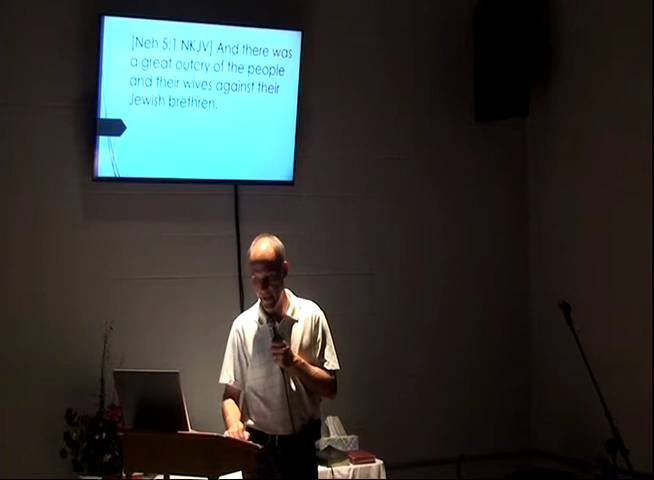 [Neh 5:1 NKJV] And there was
a great outcry of the people
and their wives against their
Jewish brethren.